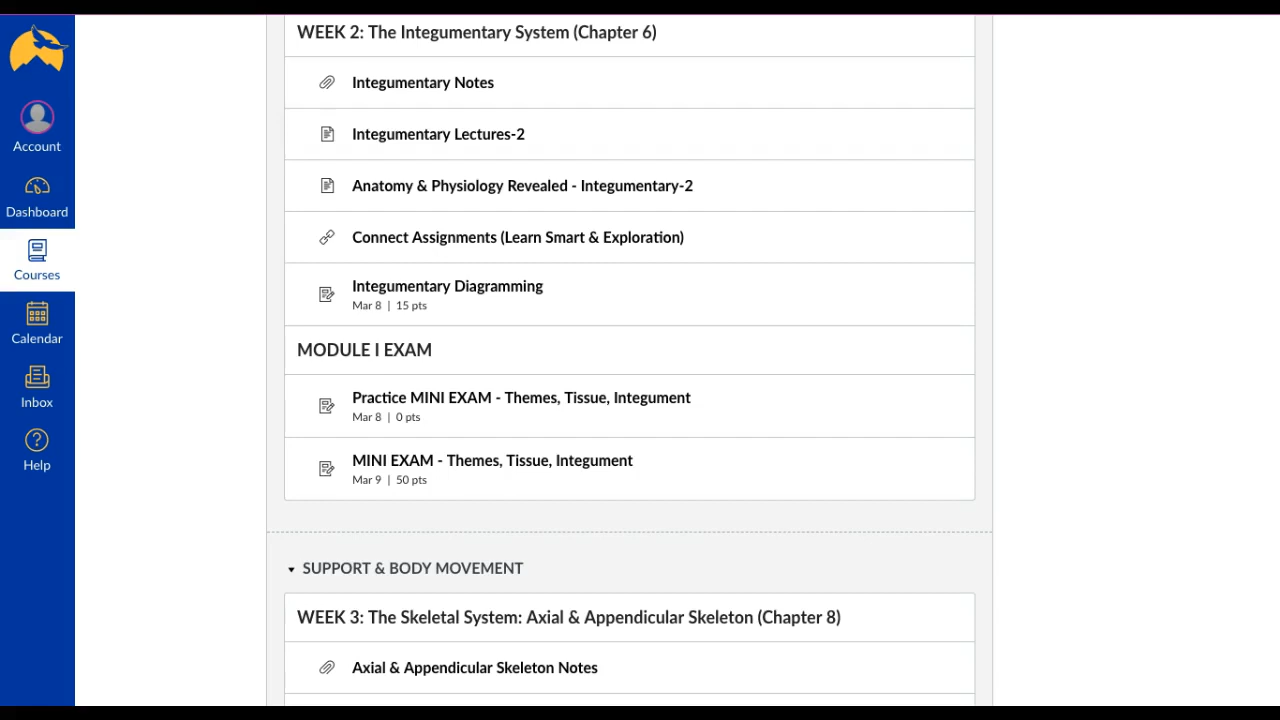 WEEK 2: The Integumentary System (Chapter 6)
Integumentary Notes
Integumentary Lectures-2
Anatomy & Physiology Revealed - Integumentary-2
Connect Assignments (Learn Smart & Exploration)
Integumentary Diagramming
Mar 8 | 15 pts
MODULE I EXAM
Practice MINI EXAM - Themes, Tissue, Integument
Mar 8 | 0 pts
MINI EXAM - Themes, Tissue, Integument
Mar 9 | 50 pts
SUPPORT & BODY MOVEMENT
WEEK 3: The Skeletal System: Axial & Appendicular Skeleton (Chapter 8)
Axial & Appendicular Skeleton Notes
Account
Dashboard
Courses
Calendar
Inbox
Help